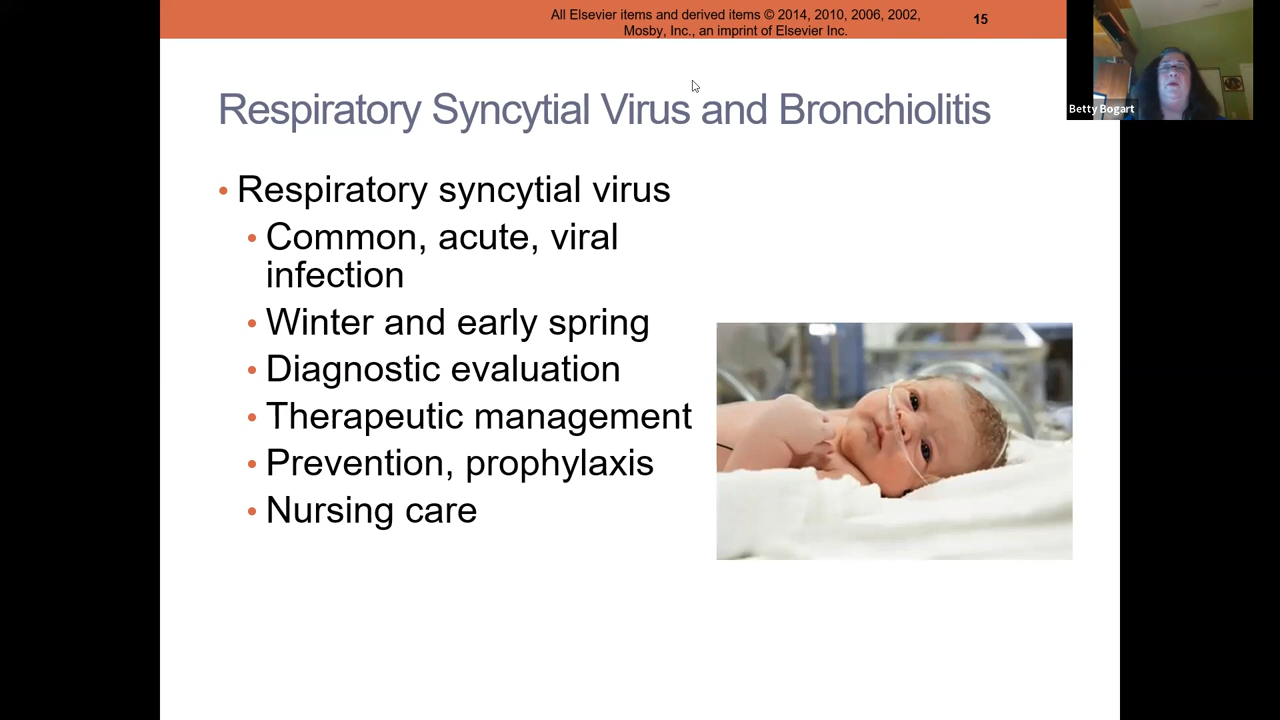 All Elsevier items and derived items © 2014, 2010, 2006, 2002,
Mosby, Inc., an imprint of Elsevier Inc.
15
Betty Bogart
Respiratory Syncytial Virus and Bronchiolitis
• Respiratory syncytial virus
• Common, acute, viral
infection
• Winter and early spring
• Diagnostic evaluation
• Therapeutic management
• Prevention, prophylaxis
• Nursing care